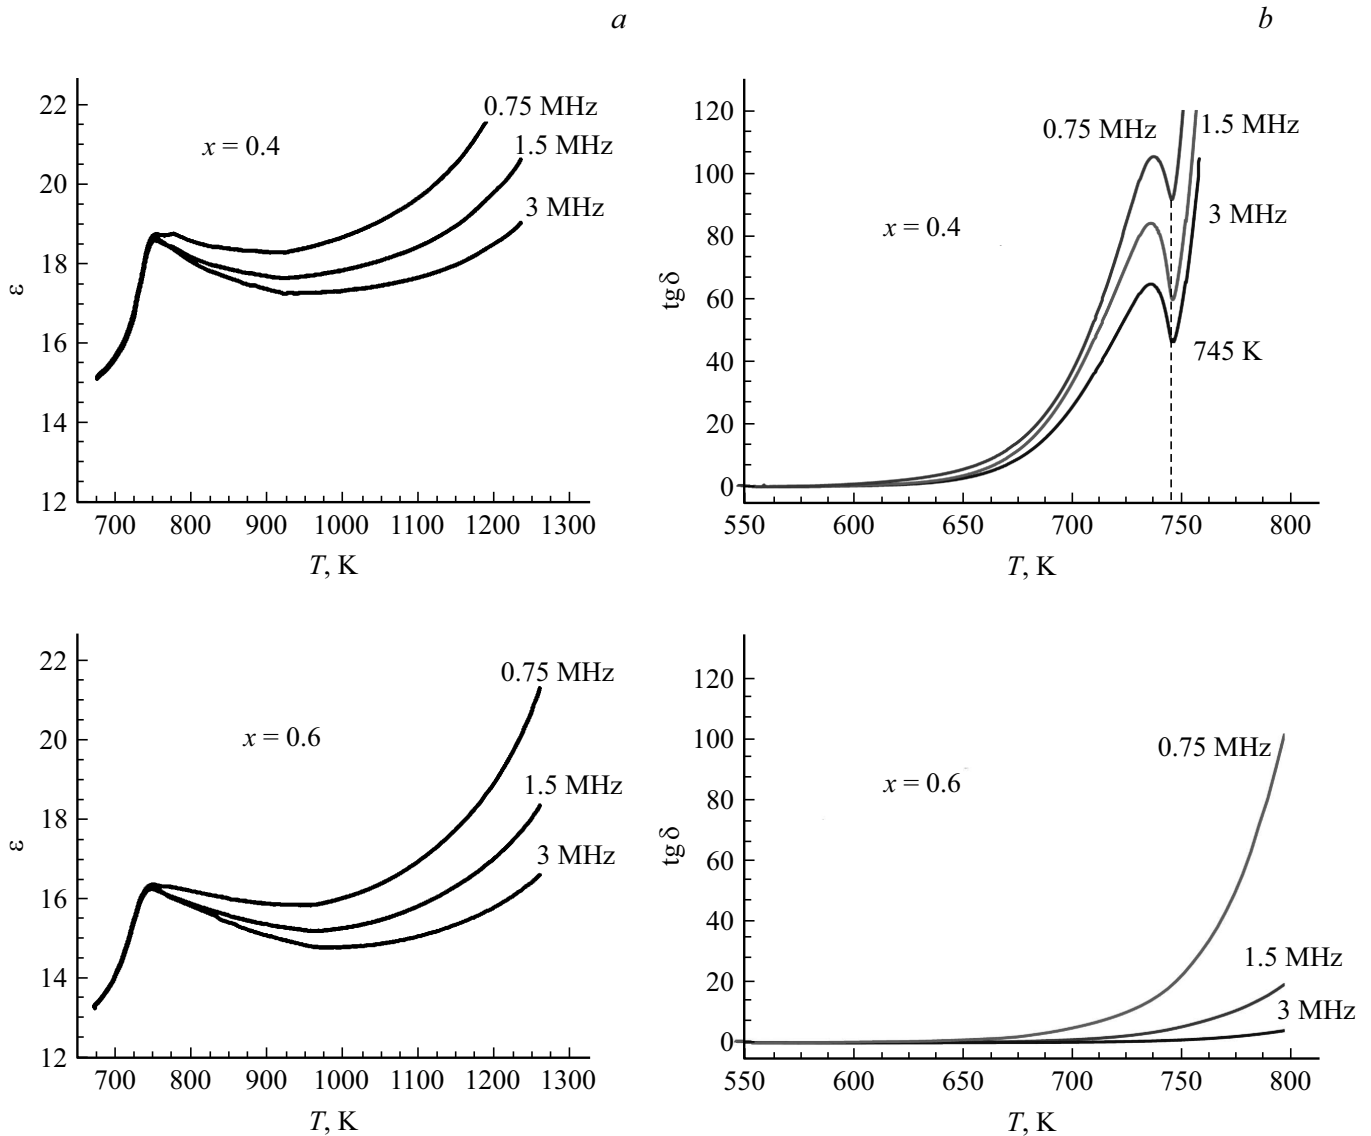 a
b
22
20
18
16
14
12
ε
x = 0.4
0.75 MHz
1.5 MHz
3 MHz
700 800 900 1000 1100 1200 1300
T, K
120
100
80
60
40
20
0
tg δ
0.75 MHz
1.5 MHz
x = 0.4
3 MHz
745 K
550 600 650 700 750 800
T, K
22
20
18
16
14
12
ε
x = 0.6
0.75 MHz
1.5 MHz
3 MHz
700 800 900 1000 1100 1200 1300
T, K
120
100
80
60
40
20
0
tg δ
x = 0.6
0.75 MHz
1.5 MHz
3 MHz
550 600 650 700 750 800
T, K